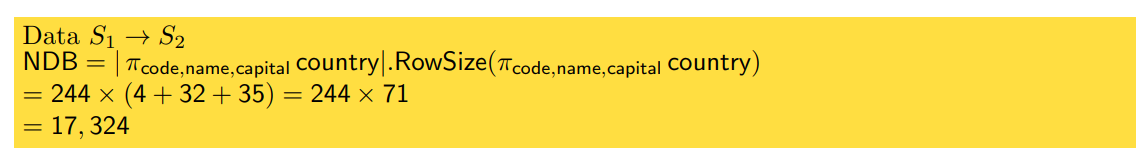 Data S₁ → S₂
NDB = | π_code,name,capital country|.RowSize(π_code,name,capital country)
= 244 × (4 + 32 + 35) = 244 × 71
= 17, 324